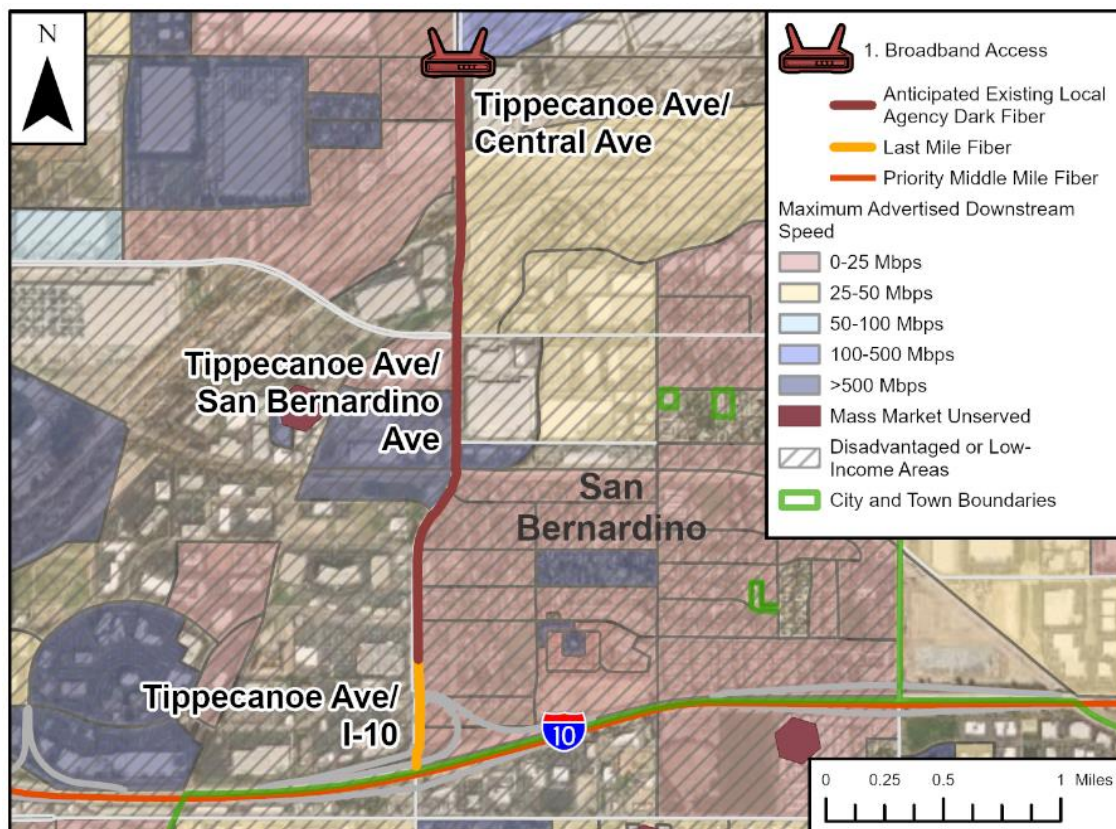 N
Tippecanoe Ave/
Central Ave
Tippecanoe Ave/
San Bernardino
Ave
San
Bernardino
Tippecanoe Ave/
I-10
10
1. Broadband Access
Anticipated Existing Local
Agency Dark Fiber
Last Mile Fiber
Priority Middle Mile Fiber
Maximum Advertised Downstream
Speed
0-25 Mbps
25-50 Mbps
50-100 Mbps
100-500 Mbps
>500 Mbps
Mass Market Unserved
Disadvantaged or Low-
Income Areas
City and Town Boundaries
0 0.25 0.5 1 Miles